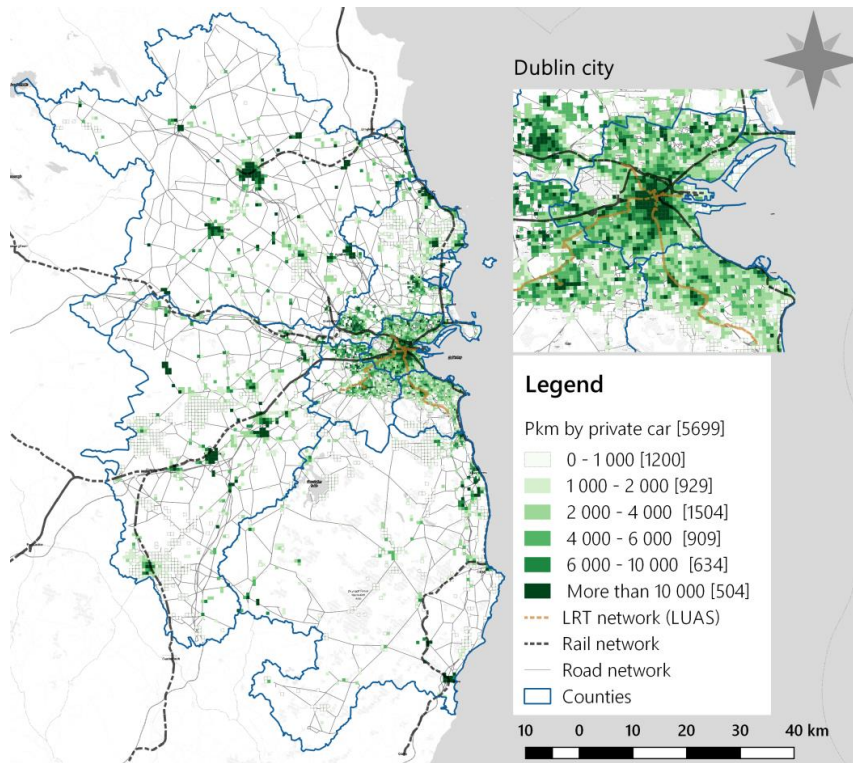 Dublin city
Legend
Pkm by private car [5699]
0 - 1 000 [1200]
1 000 - 2 000 [929]
2 000 - 4 000 [1504]
4 000 - 6 000 [909]
6 000 - 10 000 [634]
More than 10 000 [504]
LRT network (LUAS)
Rail network
Road network
Counties
10 0 10 20 30 40 km